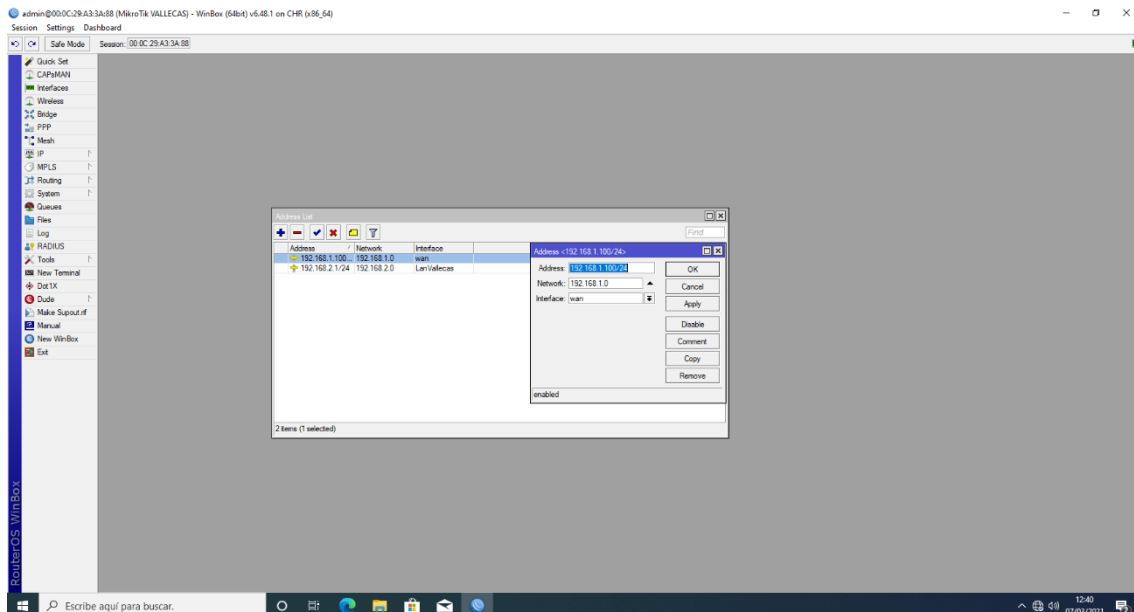 admin@00:0C:29:A3:3A:88 (MikroTik VALLECAS) - WinBox (64bit) v6.48.1 on CHR (x86_64)
Session Settings Dashboard
Safe Mode Session: 00:0C:29:A3:3A:88
Quick Set
CAPsMAN
Interfaces
Wireless
Bridge
PPP
Mesh
IP
MPLS
Routing
System
Queues
Files
Log
RADIUS
Tools
New Terminal
Dot1X
Dude
Make Supout.rif
Manual
New WinBox
Exit
RouterOS WinBox
Address List
Find
Address Network Interface
192.168.1.100... 192.168.1.0 wan
192.168.2.1/24 192.168.2.0 LanVallecas
2 items (1 selected)
Address <192.168.1.100/24>
Address: 192.168.1.100/24
Network: 192.168.1.0
Interface: wan
OK
Cancel
Apply
Disable
Comment
Copy
Remove
enabled
Escribe aquí para buscar.
12:40
07/03/2021